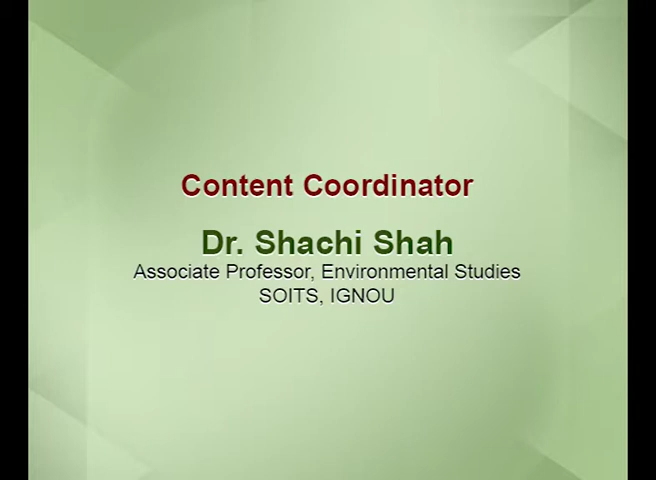 Content Coordinator
Dr. Shachi Shah
Associate Professor, Environmental Studies
SOITS, IGNOU